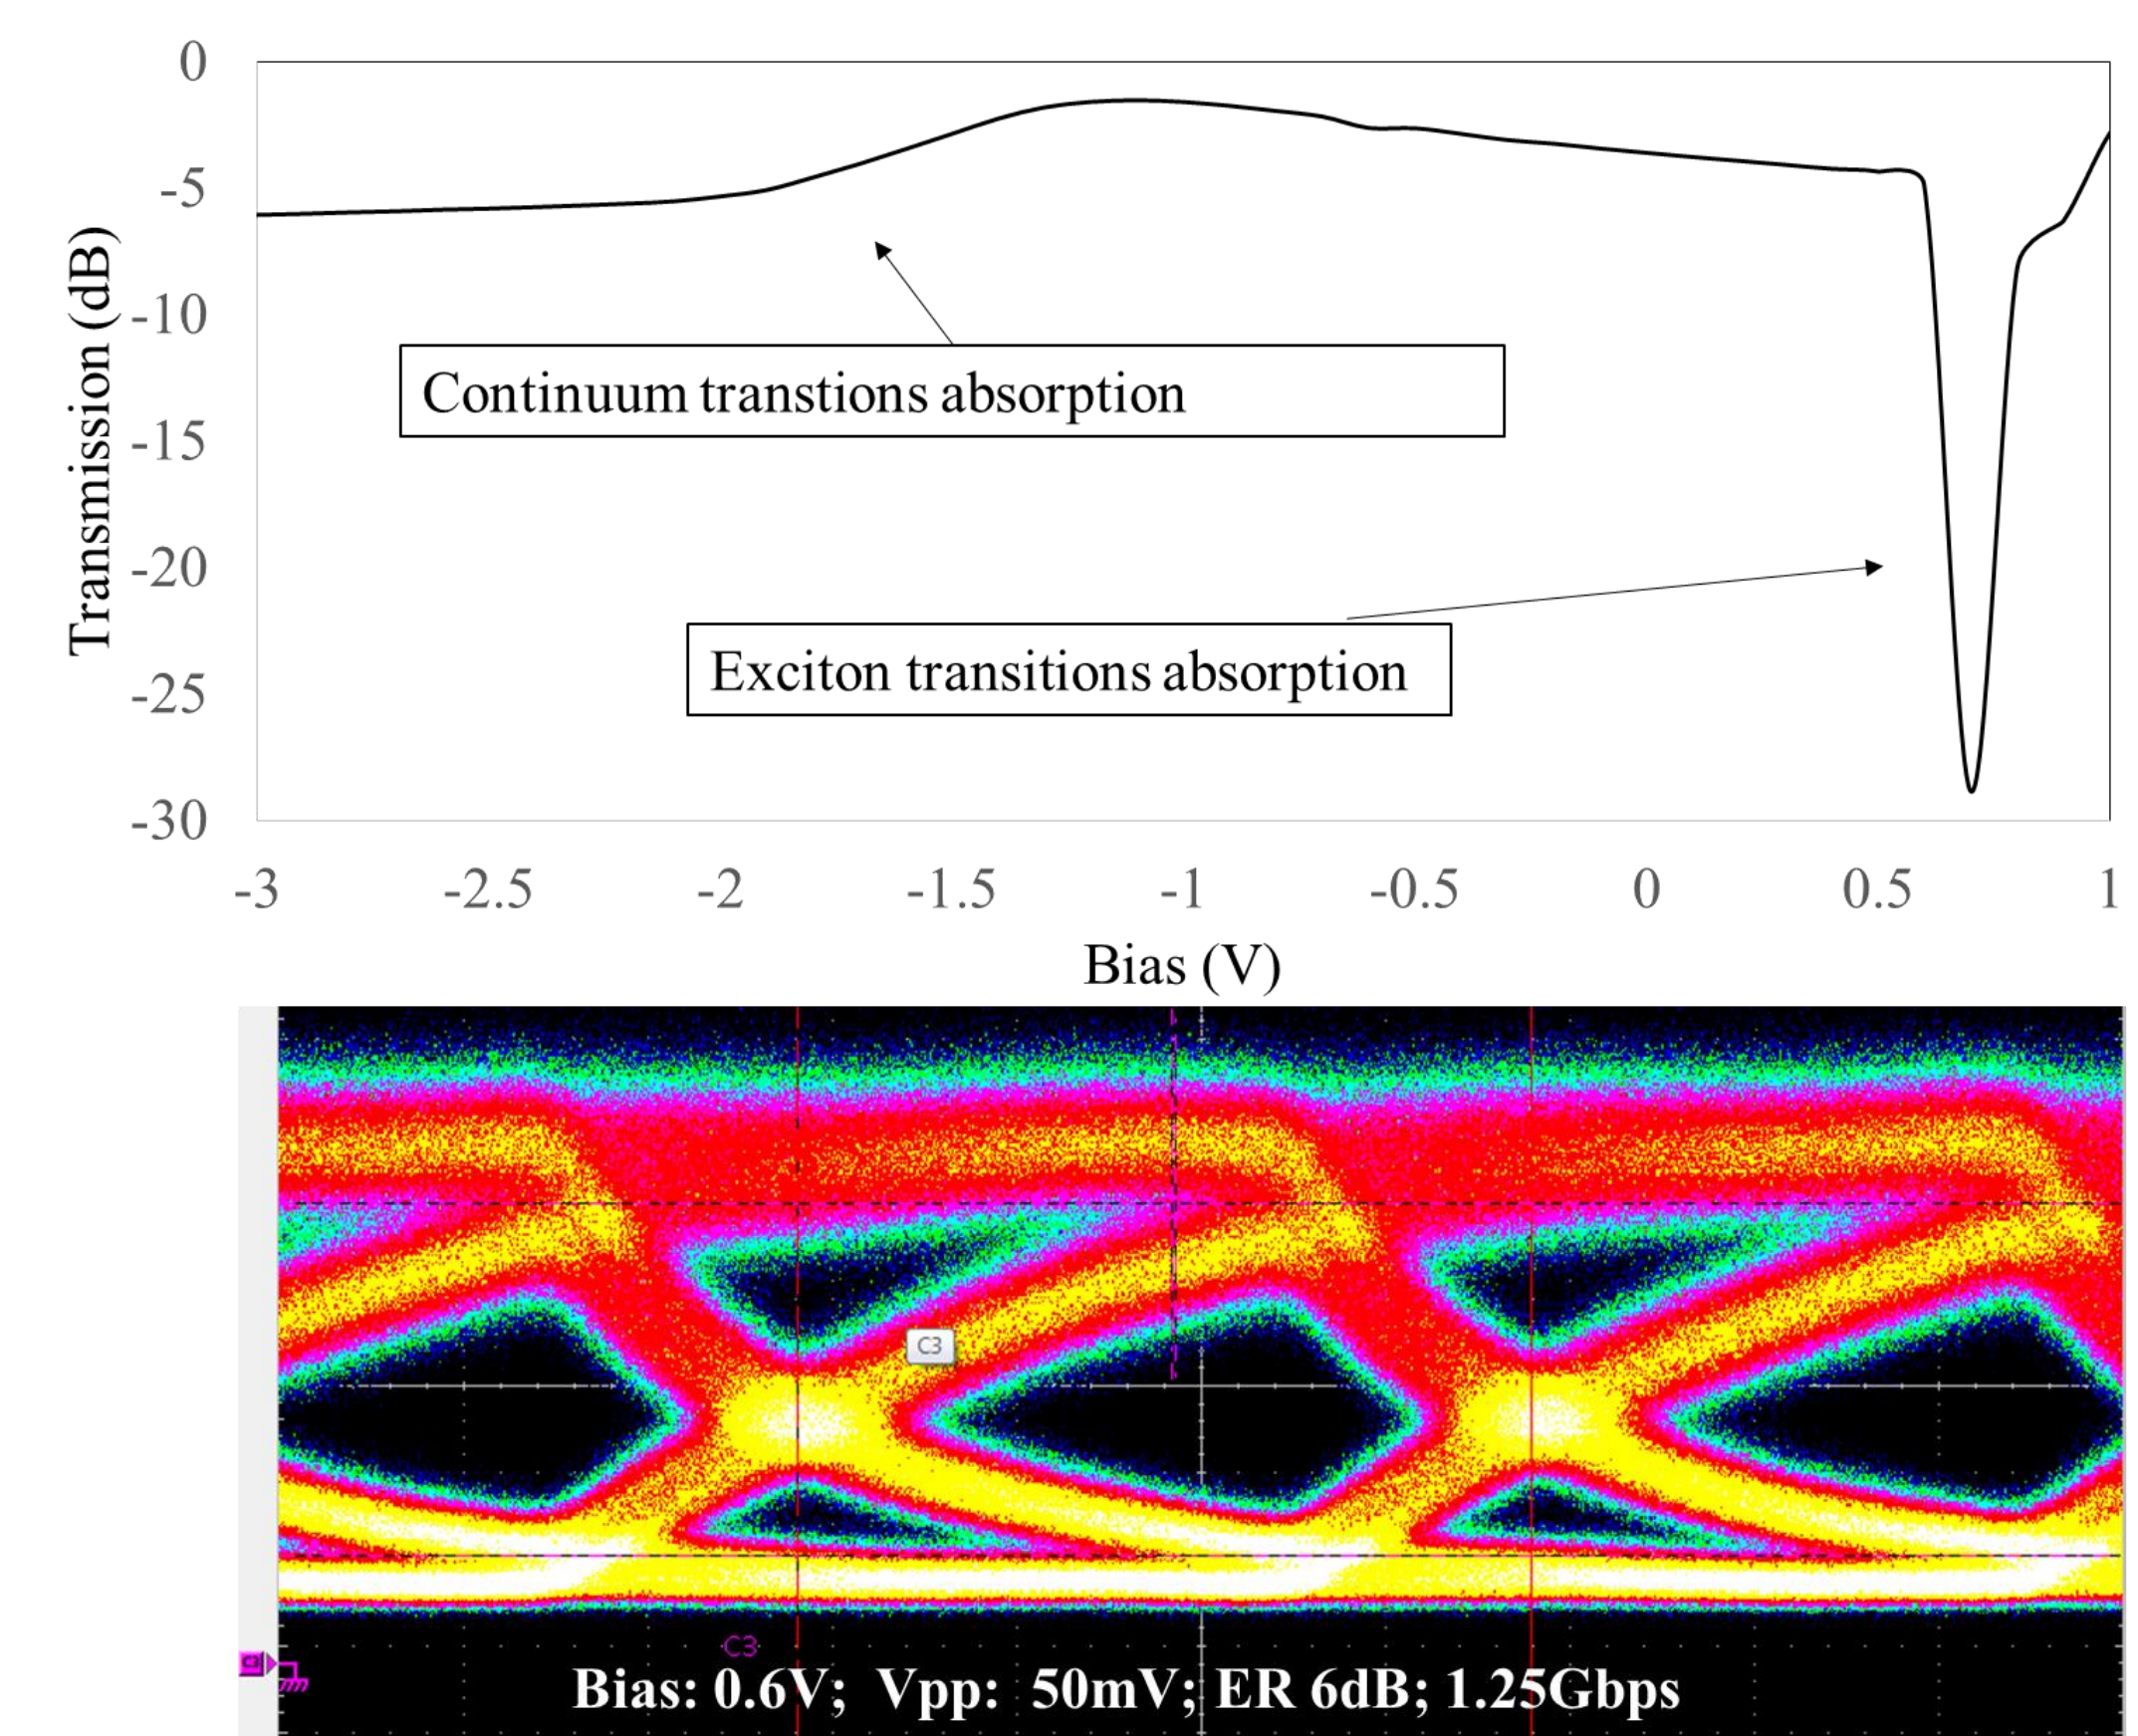 0
-5
-10
-15
-20
-25
-30
Transmission (dB)
Continuum transtions absorption
Exciton transitions absorption
-3 -2.5 -2 -1.5 -1 -0.5 0 0.5 1
Bias (V)
C3
C3
C3
Bias: 0.6V; Vpp: 50mV; ER 6dB; 1.25Gbps